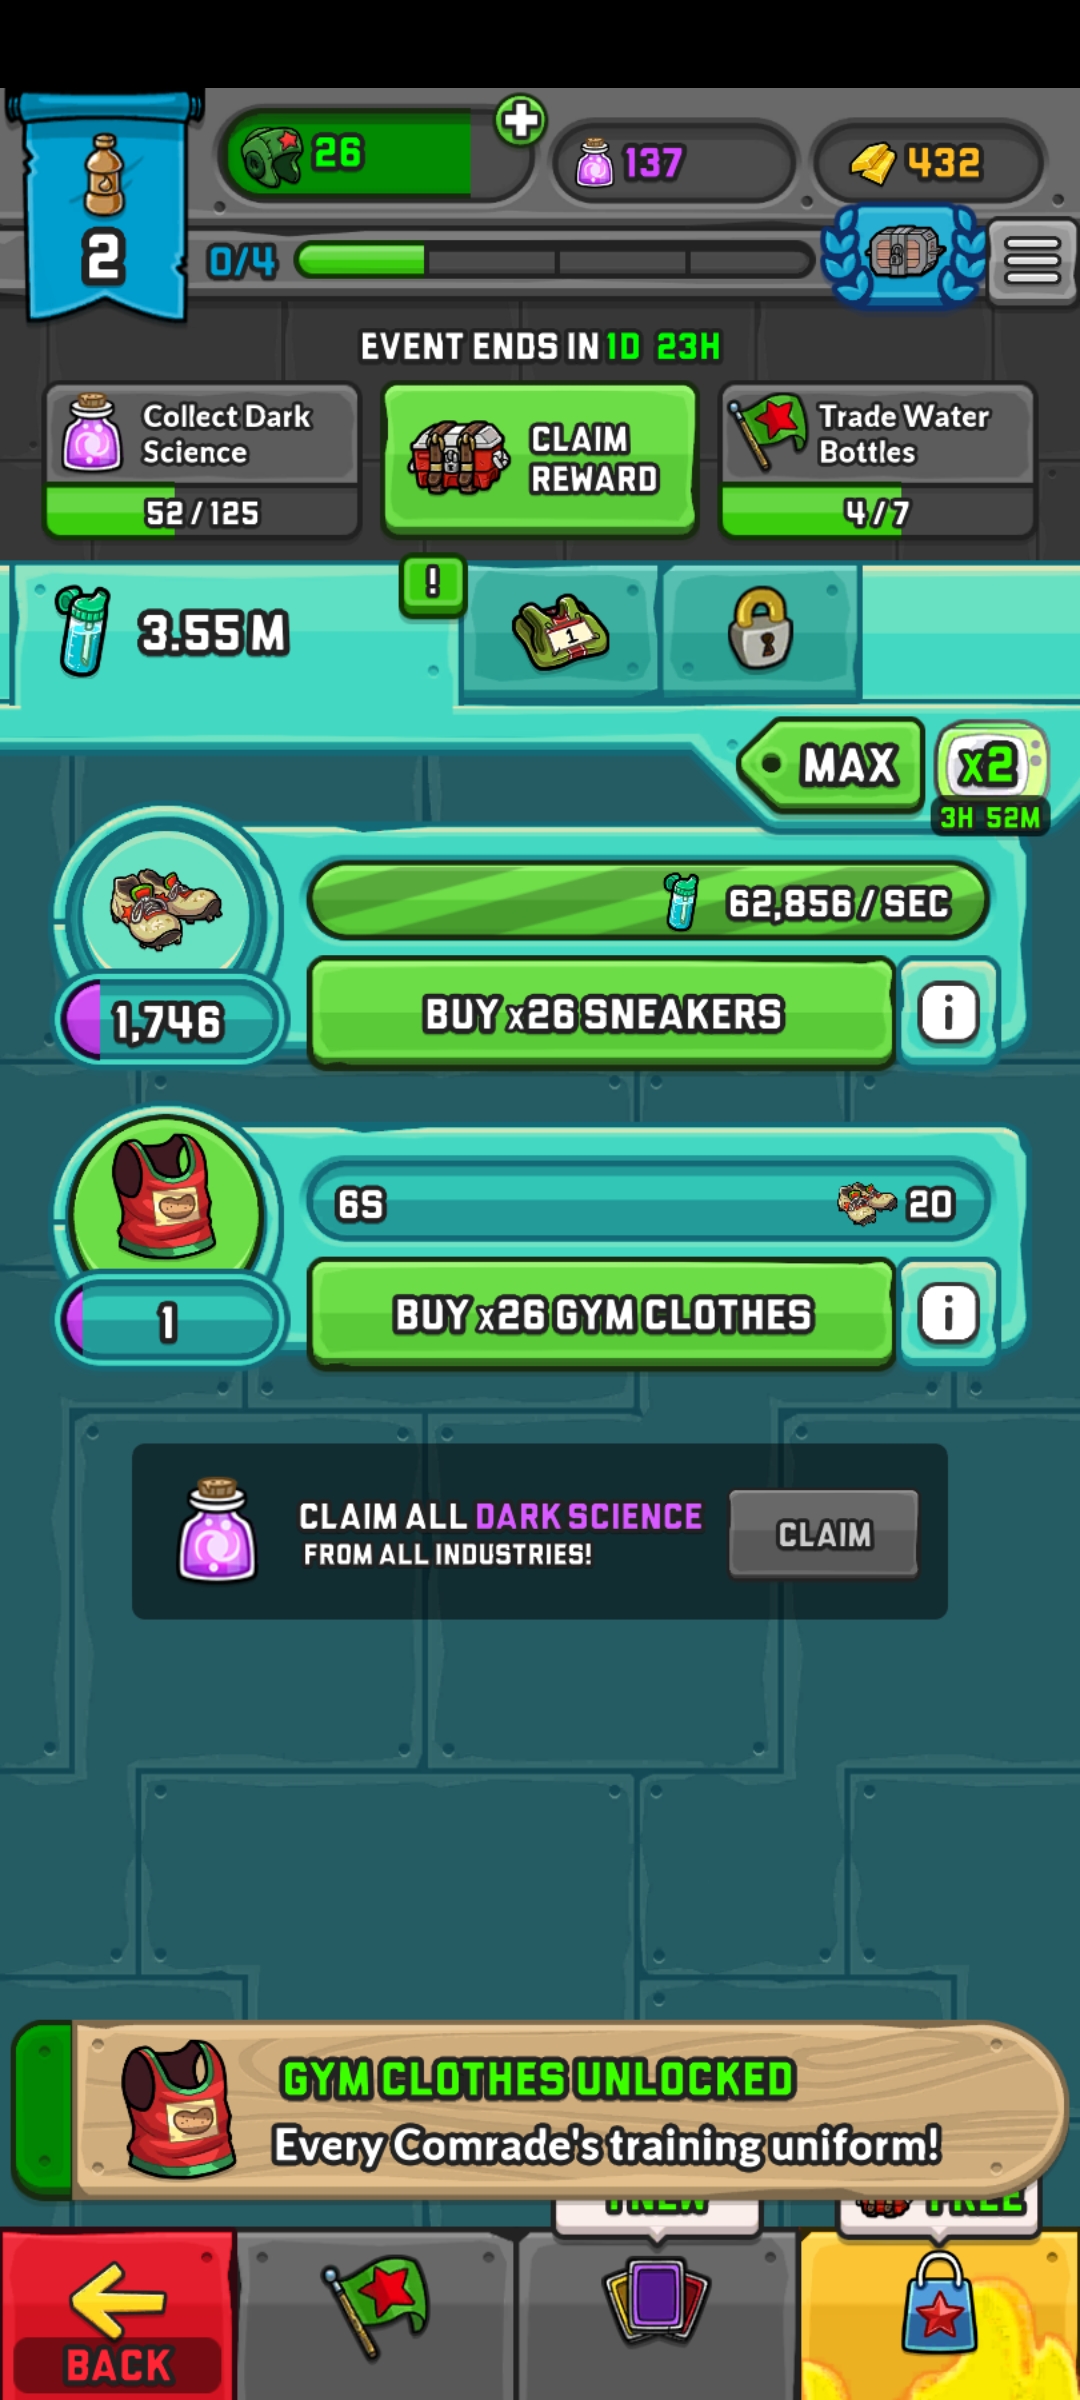 26
137
432
2
0/4
EVENT ENDS IN 1D 23H
Collect Dark
Science
52/125
CLAIM
REWARD
Trade Water
Bottles
4/7
!
3.55 M
1
MAX
x2
3H 52M
62,856/SEC
BUY x26 SNEAKERS
i
1,746
6S
20
BUY x26 GYM CLOTHES
i
1
CLAIM ALL DARK SCIENCE
FROM ALL INDUSTRIES!
CLAIM
GYM CLOTHES UNLOCKED
Every Comrade's training uniform!
FREE
BACK